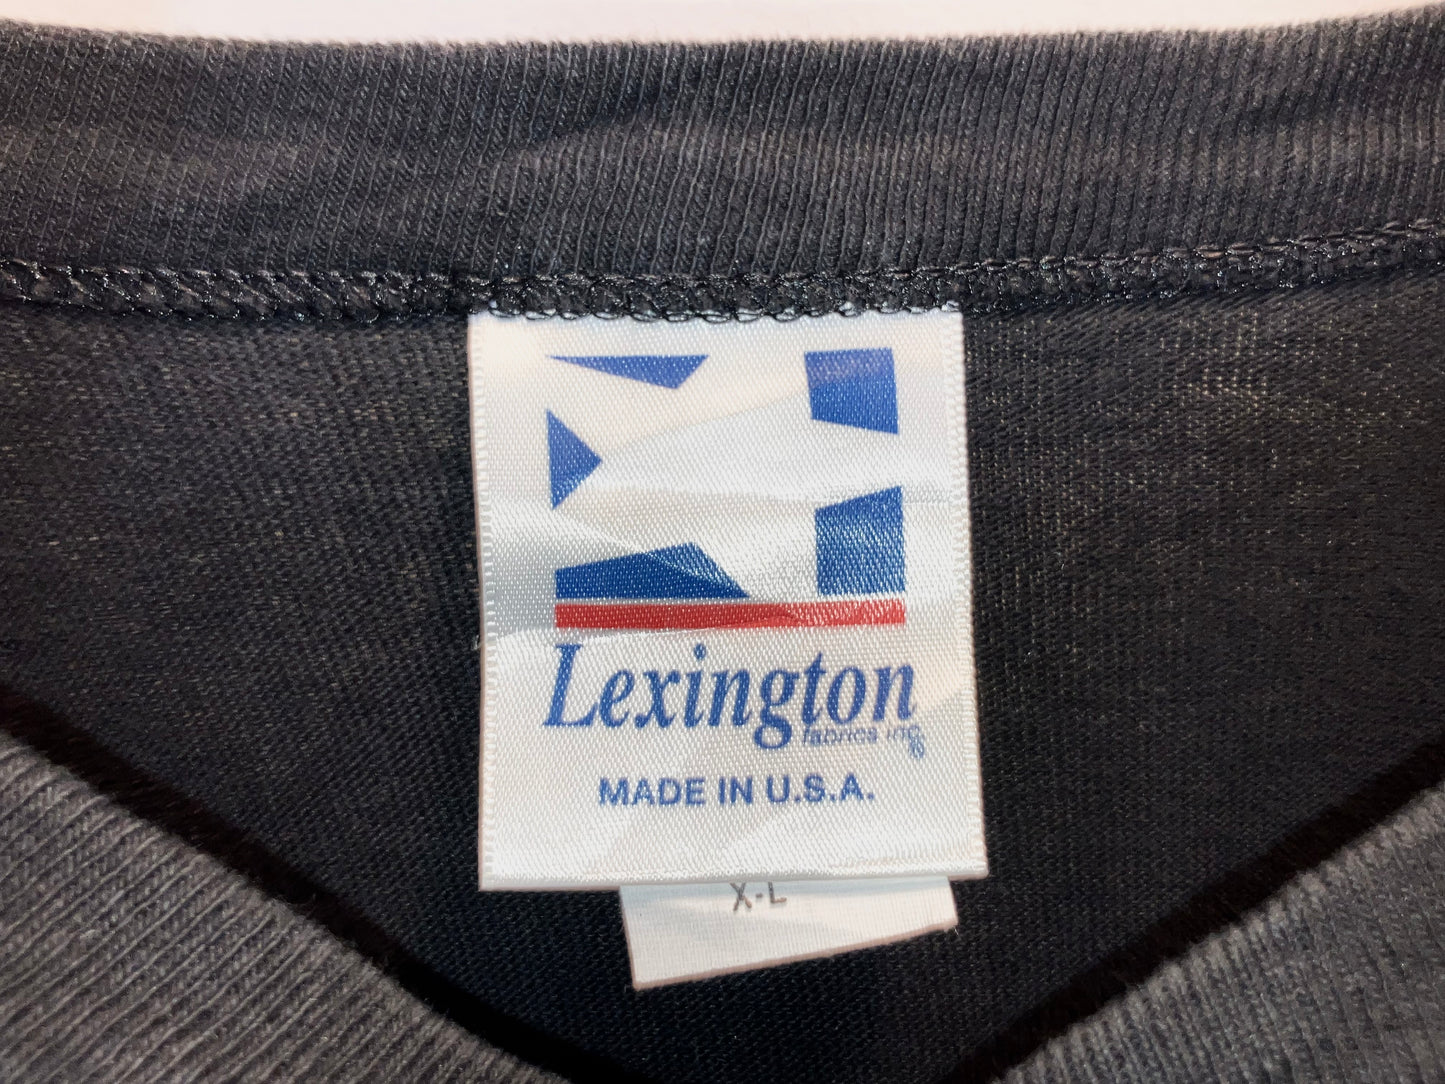 Lexington
fabrics inc.
®
MADE IN U.S.A.
X-L